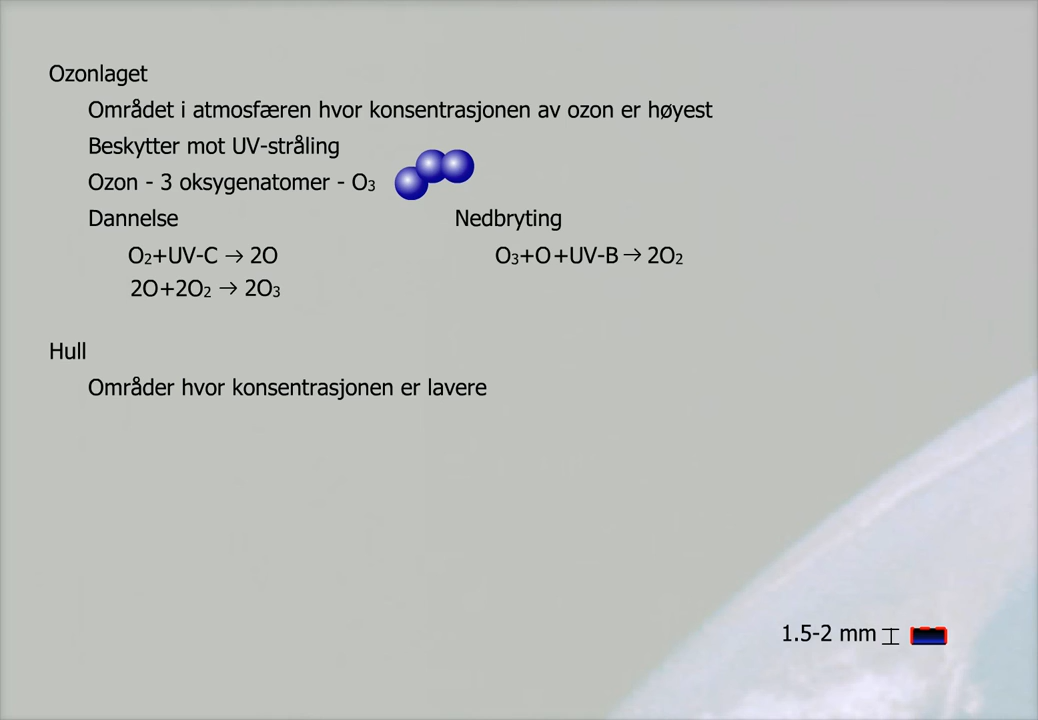 Ozonlaget
Området i atmosfæren hvor konsentrasjonen av ozon er høyest
Beskytter mot UV-stråling
Ozon - 3 oksygenatomer - O₃
Dannelse Nedbryting
O₂+UV-C → 2O O₃+O+UV-B → 2O₂
2O+2O₂ → 2O₃
Hull
Områder hvor konsentrasjonen er lavere
1.5-2 mm